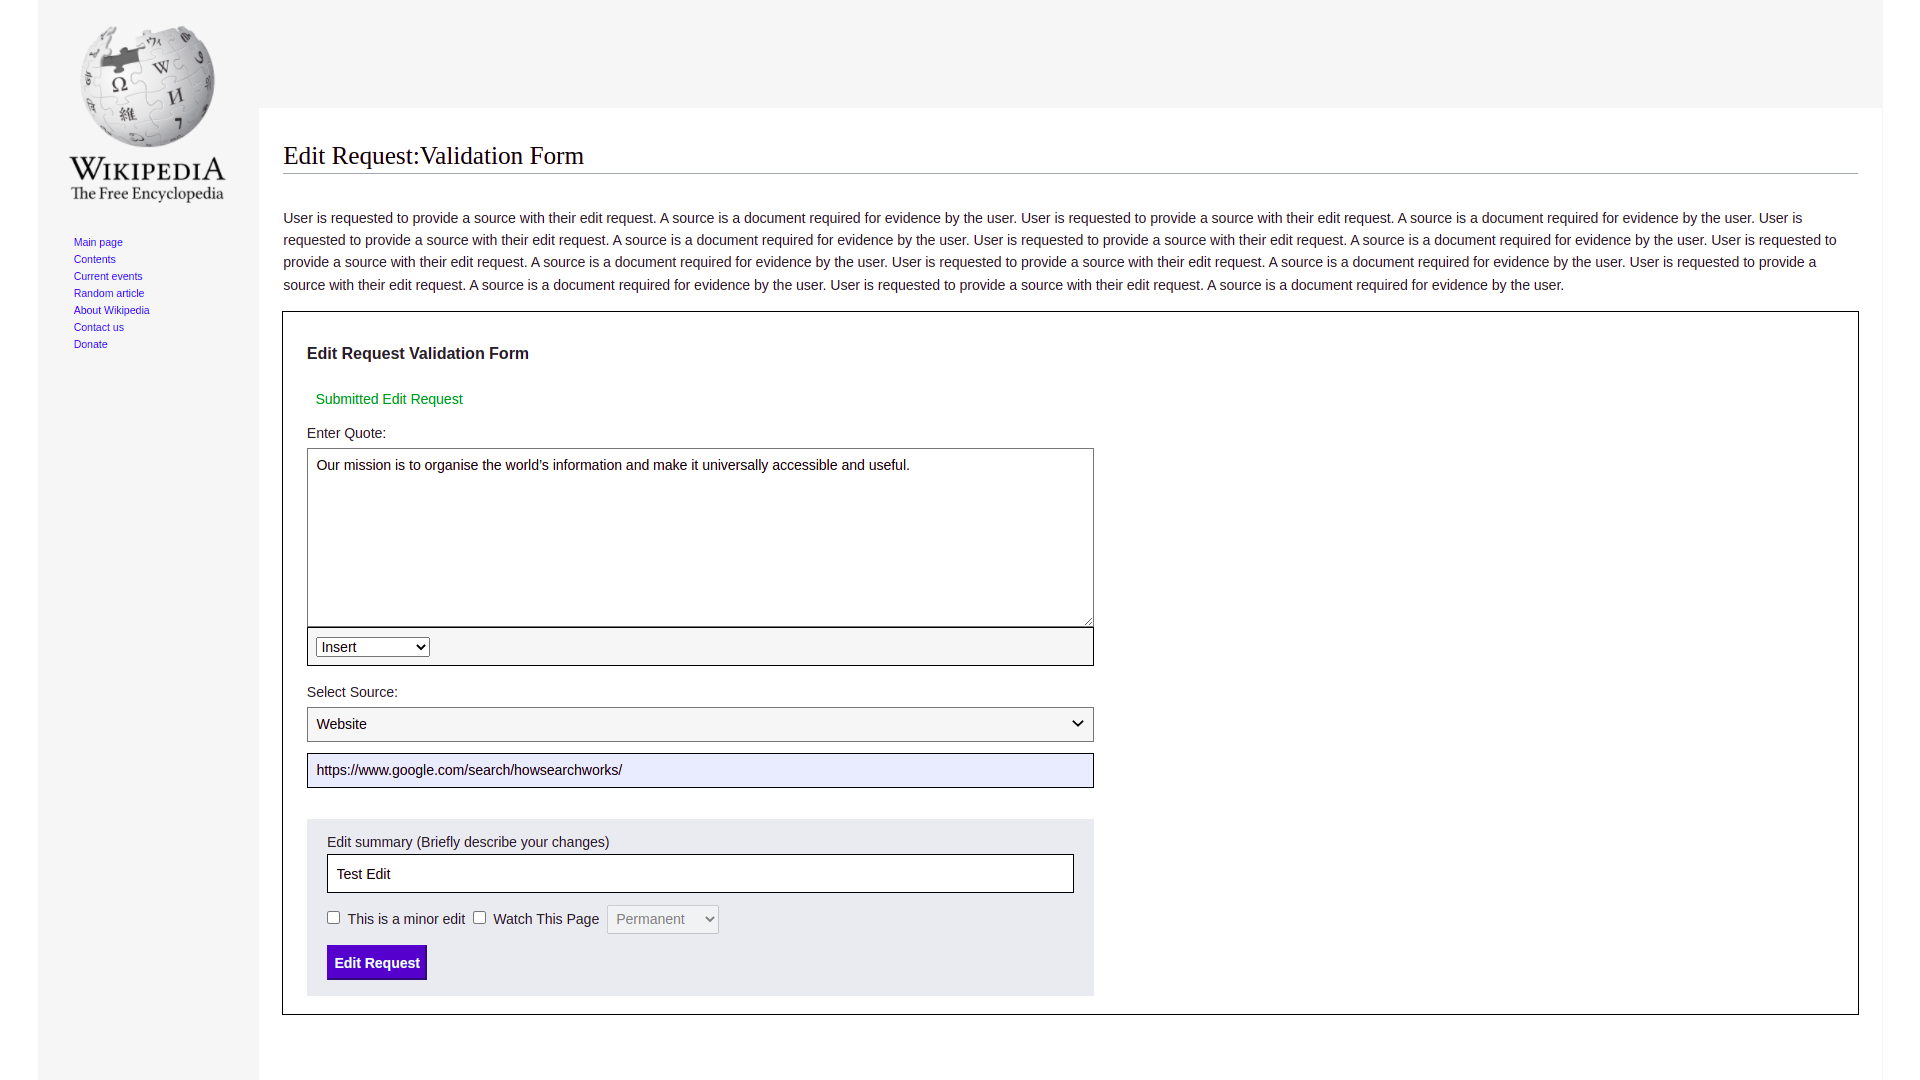 WIKIPEDIA
The Free Encyclopedia
Main page
Contents
Current events
Random article
About Wikipedia
Contact us
Donate
Edit Request:Validation Form
User is requested to provide a source with their edit request. A source is a document required for evidence by the user. User is requested to provide a source with their edit request. A source is a document required for evidence by the user. User is
requested to provide a source with their edit request. A source is a document required for evidence by the user. User is requested to provide a source with their edit request. A source is a document required for evidence by the user. User is requested to
provide a source with their edit request. A source is a document required for evidence by the user. User is requested to provide a source with their edit request. A source is a document required for evidence by the user. User is requested to provide a
source with their edit request. A source is a document required for evidence by the user. User is requested to provide a source with their edit request. A source is a document required for evidence by the user.
Edit Request Validation Form
Submitted Edit Request
Enter Quote:
Our mission is to organise the world’s information and make it universally accessible and useful.
Insert
Select Source:
Website
https://www.google.com/search/howsearchworks/
Edit summary (Briefly describe your changes)
Test Edit
This is a minor edit Watch This Page Permanent
Edit Request